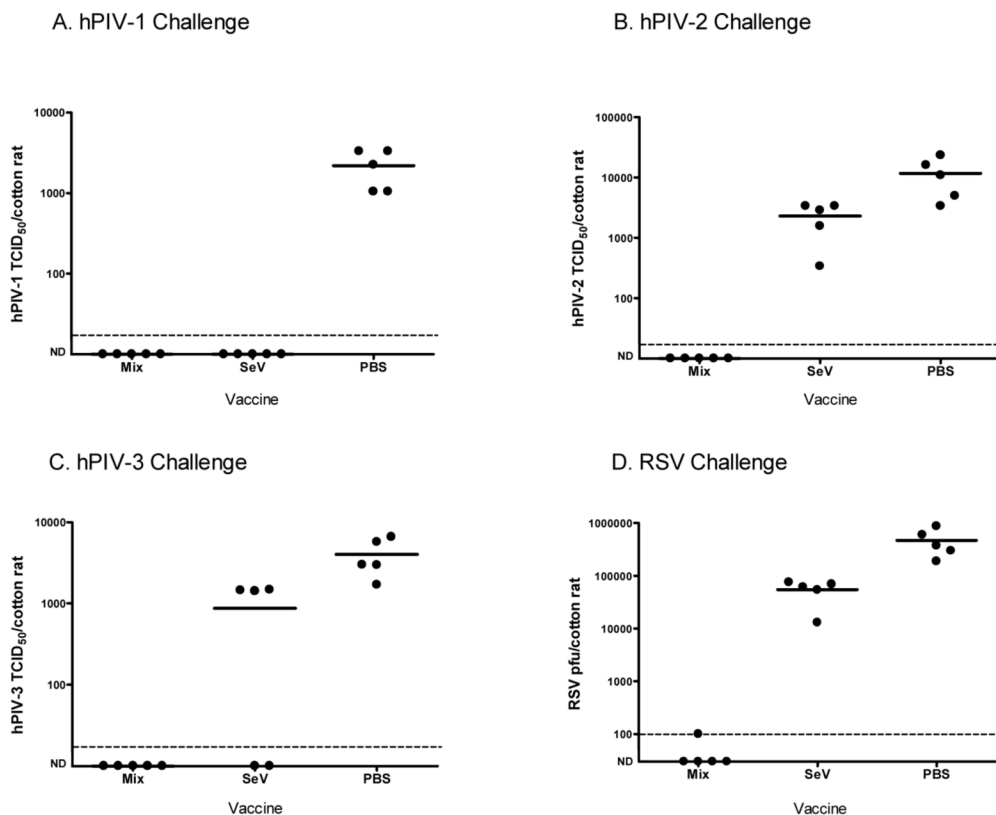 A. hPIV-1 Challenge
hPIV-1 TCID50/cotton rat
10000
1000
100
ND
Mix SeV PBS
Vaccine
B. hPIV-2 Challenge
hPIV-2 TCID50/cotton rat
100000
10000
1000
100
ND
Mix SeV PBS
Vaccine
C. hPIV-3 Challenge
hPIV-3 TCID50/cotton rat
10000
1000
100
ND
Mix SeV PBS
Vaccine
D. RSV Challenge
RSV pfu/cotton rat
1000000
100000
10000
1000
100
ND
Mix SeV PBS
Vaccine